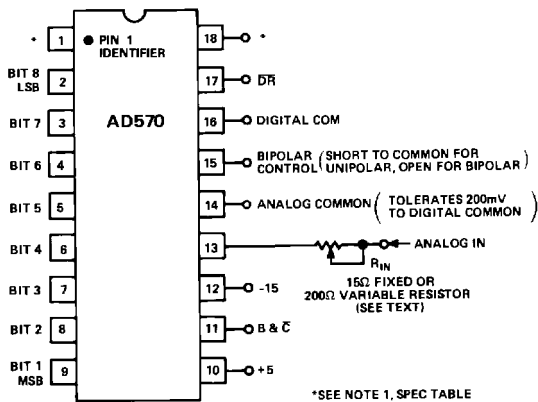 * 1 ● PIN 1 IDENTIFIER 18 *
BIT 8 LSB 2 17 D̅R̅
BIT 7 3 AD570 16 DIGITAL COM
BIT 6 4 15 BIPOLAR CONTROL (SHORT TO COMMON FOR UNIPOLAR, OPEN FOR BIPOLAR)
BIT 5 5 14 ANALOG COMMON (TOLERATES 200mV TO DIGITAL COMMON)
BIT 4 6 13 ANALOG IN
RIN
15Ω FIXED OR
200Ω VARIABLE RESISTOR
(SEE TEXT)
BIT 3 7 12 -15
BIT 2 8 11 B & C̅
BIT 1 MSB 9 10 +5
*SEE NOTE 1, SPEC TABLE